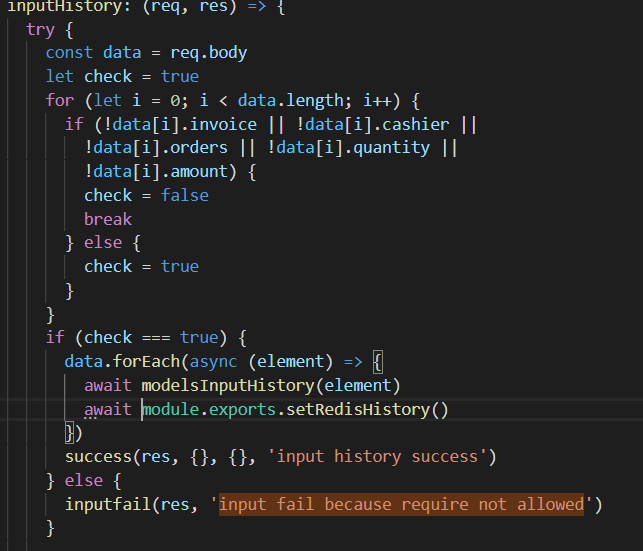 inputHistory: (req, res) => {
try {
const data = req.body
let check = true
for (let i = 0; i < data.length; i++) {
if (!data[i].invoice || !data[i].cashier ||
!data[i].orders || !data[i].quantity ||
!data[i].amount) {
check = false
break
} else {
check = true
}
}
if (check === true) {
data.forEach(async (element) => {
await modelsInputHistory(element)
await module.exports.setRedisHistory()
})
success(res, {}, {}, 'input history success')
} else {
inputfail(res, 'input fail because require not allowed')
}